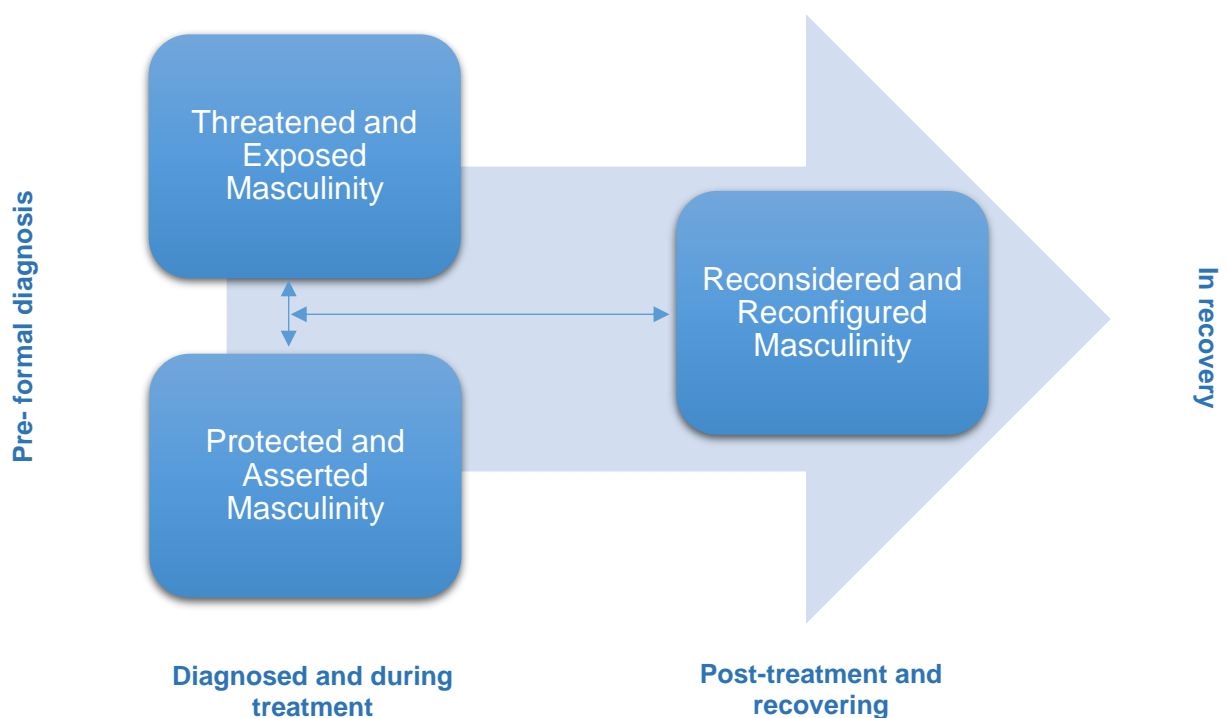 Pre- formal diagnosis
Threatened and
Exposed
Masculinity
Protected and
Asserted
Masculinity
Reconsidered and
Reconfigured
Masculinity
In recovery
Diagnosed and during
treatment
Post-treatment and
recovering